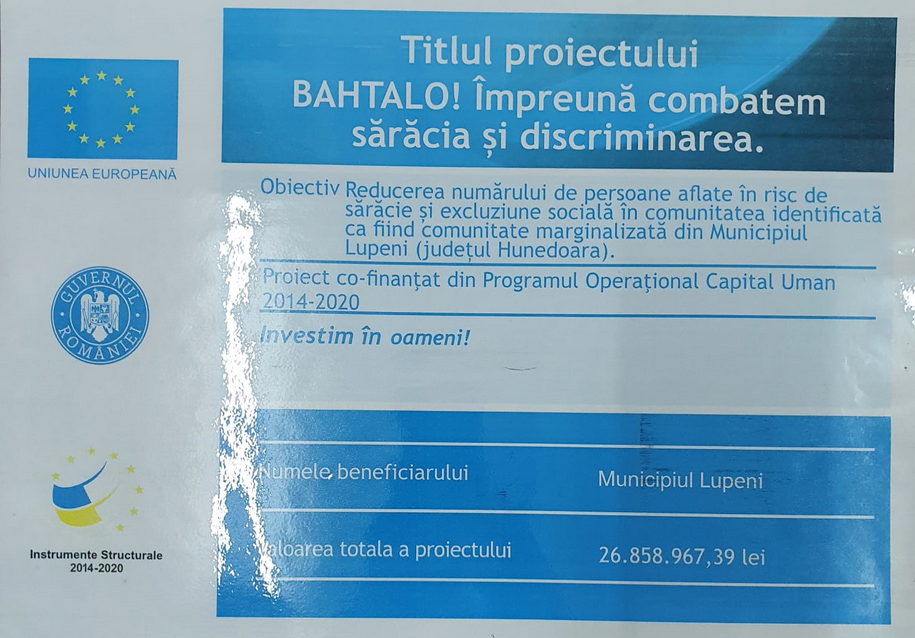 Titlul proiectului
BAHTALO! Împreună combatem
sărăcia și discriminarea.
UNIUNEA EUROPEANĂ
Obiectiv Reducerea numărului de persoane aflate în risc de
sărăcie și excluziune socială în comunitatea identificată
ca fiind comunitate marginalizată din Municipiul
Lupeni (județul Hunedoara).
Proiect co-finanțat din Programul Operațional Capital Uman
2014-2020
Investim în oameni!
GUVERNUL ROMÂNIEI
Numele beneficiarului Municipiul Lupeni
Valoarea totala a proiectului 26.858.967,39 lei
Instrumente Structurale
2014-2020